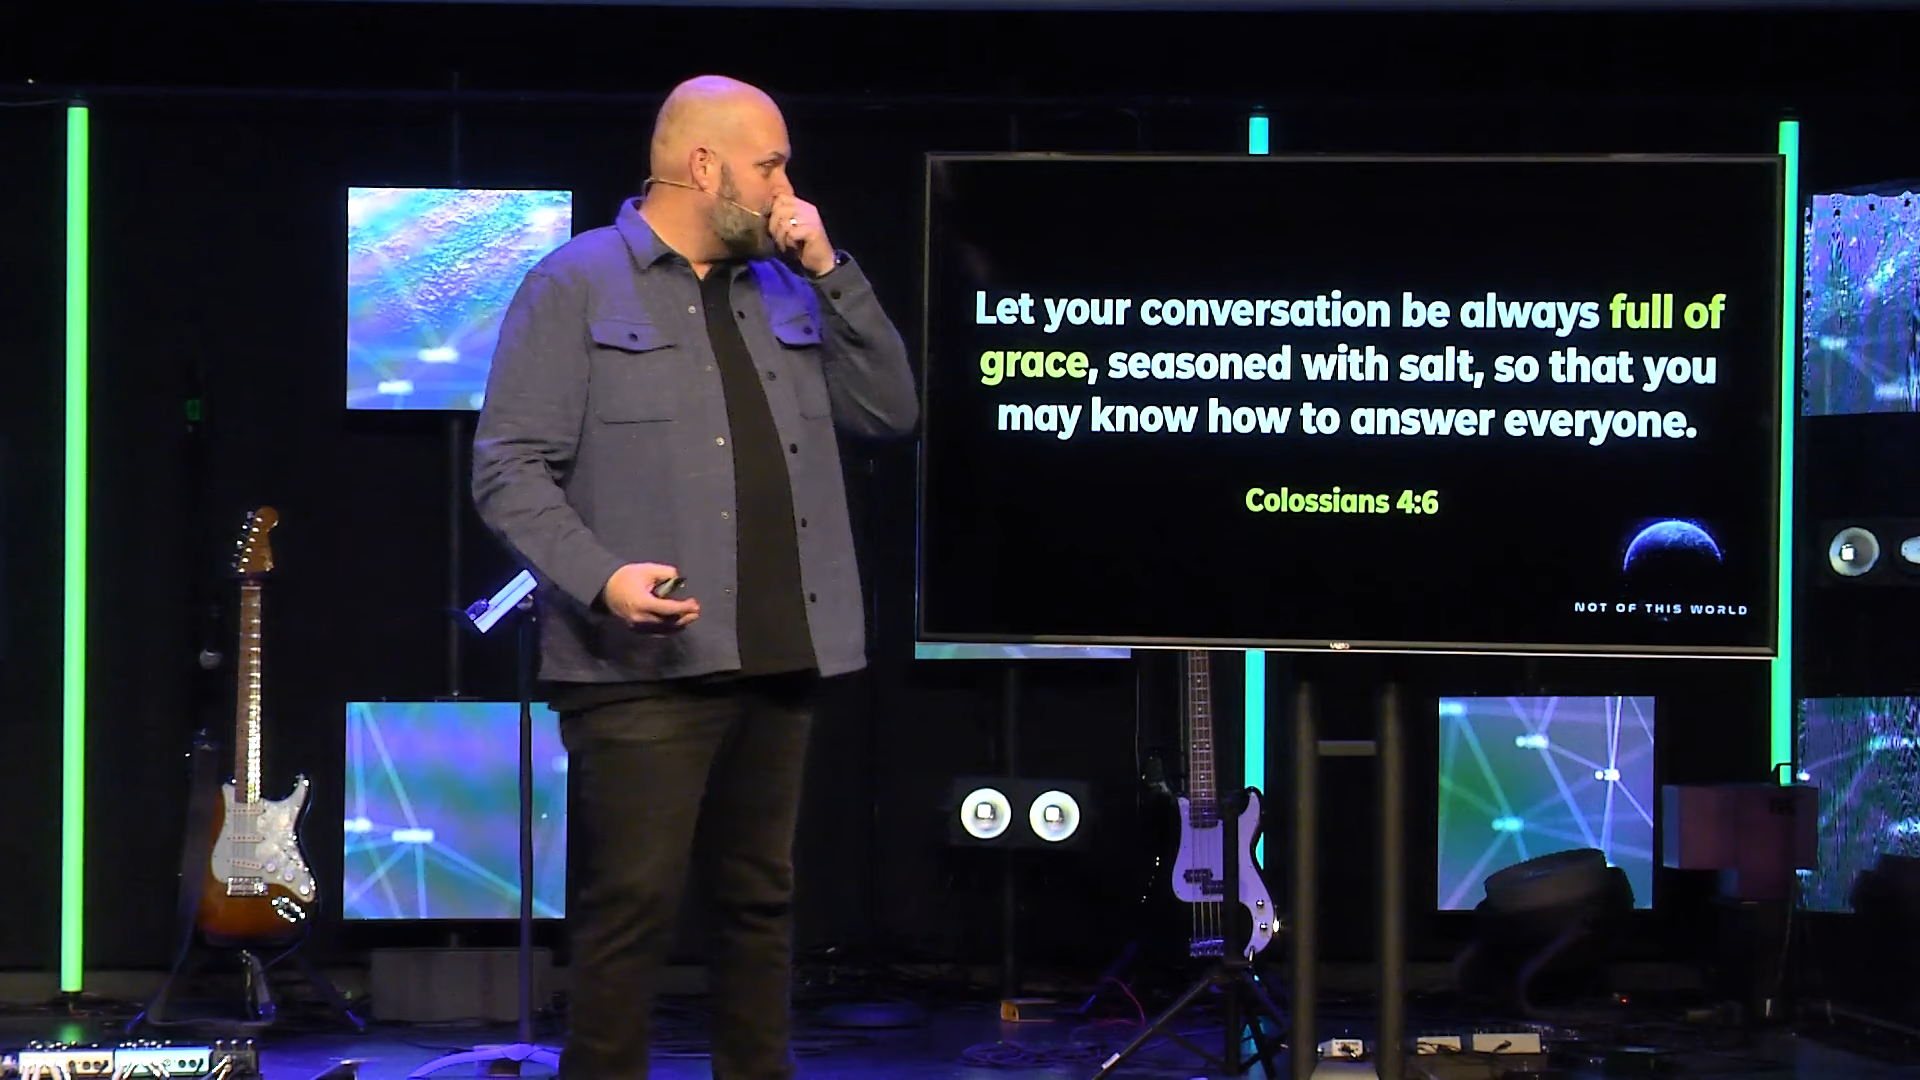 Let your conversation be always full of
grace, seasoned with salt, so that you
may know how to answer everyone.
Colossians 4:6
NOT OF THIS WORLD
VIZIO